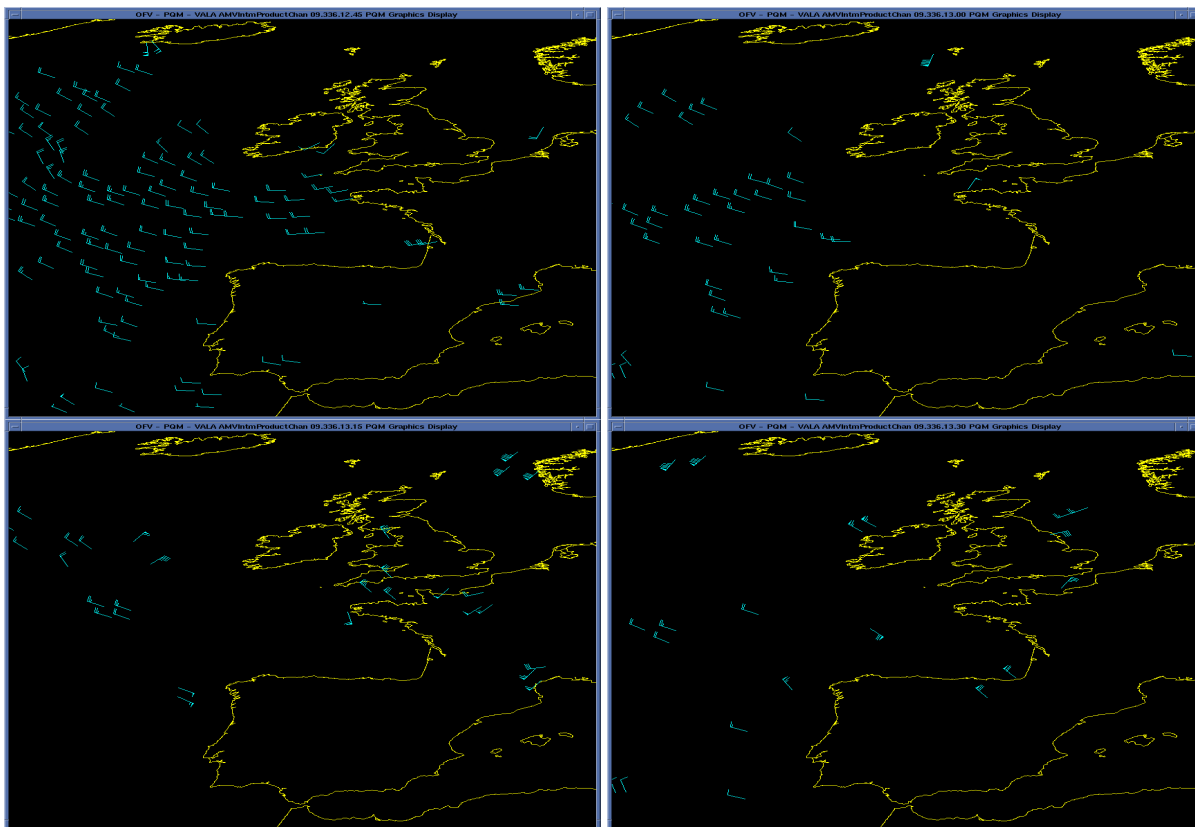 OFV - PQM - VALA AMVIntmProductChan 09.336.12.45 PQM Graphics Display
OFV - PQM - VALA AMVIntmProductChan 09.336.13.00 PQM Graphics Display
OFV - PQM - VALA AMVIntmProductChan 09.336.13.15 PQM Graphics Display
OFV - PQM - VALA AMVIntmProductChan 09.336.13.30 PQM Graphics Display